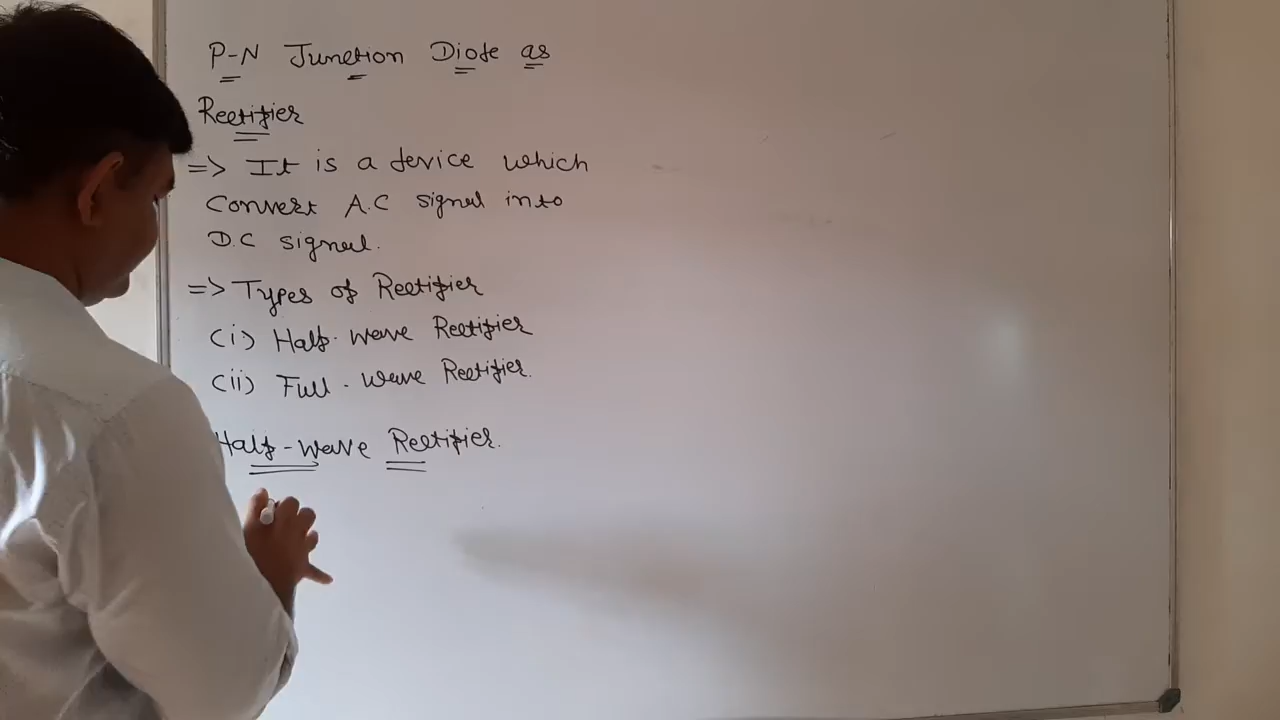 P-N Junction Diode as
Rectifier
=> It is a device which
Convert A.C signal into
D.C signal.
=> Types of Rectifier
(i) Half-wave Rectifier
(ii) Full-wave Rectifier.
Half-wave Rectifier.